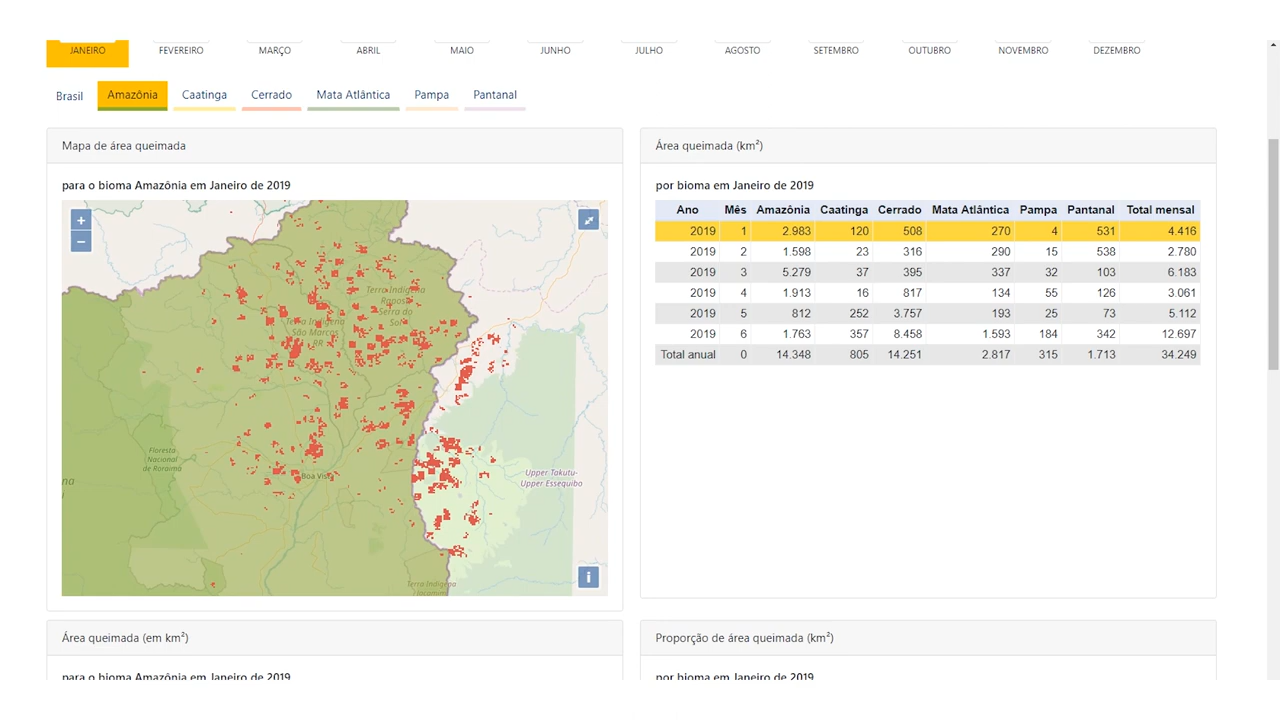 JANEIRO FEVEREIRO MARÇO ABRIL MAIO JUNHO JULHO AGOSTO SETEMBRO OUTUBRO NOVEMBRO DEZEMBRO
Brasil Amazônia Caatinga Cerrado Mata Atlântica Pampa Pantanal
Mapa de área queimada
para o bioma Amazônia em Janeiro de 2019
+
−
Terra Indígena
Raposa
Serra do
Sol
Terra Indígena
São Marcos
BR
Floresta
Nacional
de Roraima
Boa Vista
na
Upper Takutu-
Upper Essequibo
Terra Indígena
Jacamim
i
Área queimada (km²)
por bioma em Janeiro de 2019
Ano Mês Amazônia Caatinga Cerrado Mata Atlântica Pampa Pantanal Total mensal
2019 1 2.983 120 508 270 4 531 4.416
2019 2 1.598 23 316 290 15 538 2.780
2019 3 5.279 37 395 337 32 103 6.183
2019 4 1.913 16 817 134 55 126 3.061
2019 5 812 252 3.757 193 25 73 5.112
2019 6 1.763 357 8.458 1.593 184 342 12.697
Total anual 0 14.348 805 14.251 2.817 315 1.713 34.249
Área queimada (em km²)
para o bioma Amazônia em Janeiro de 2019
Proporção de área queimada (km²)
por bioma em Janeiro de 2019